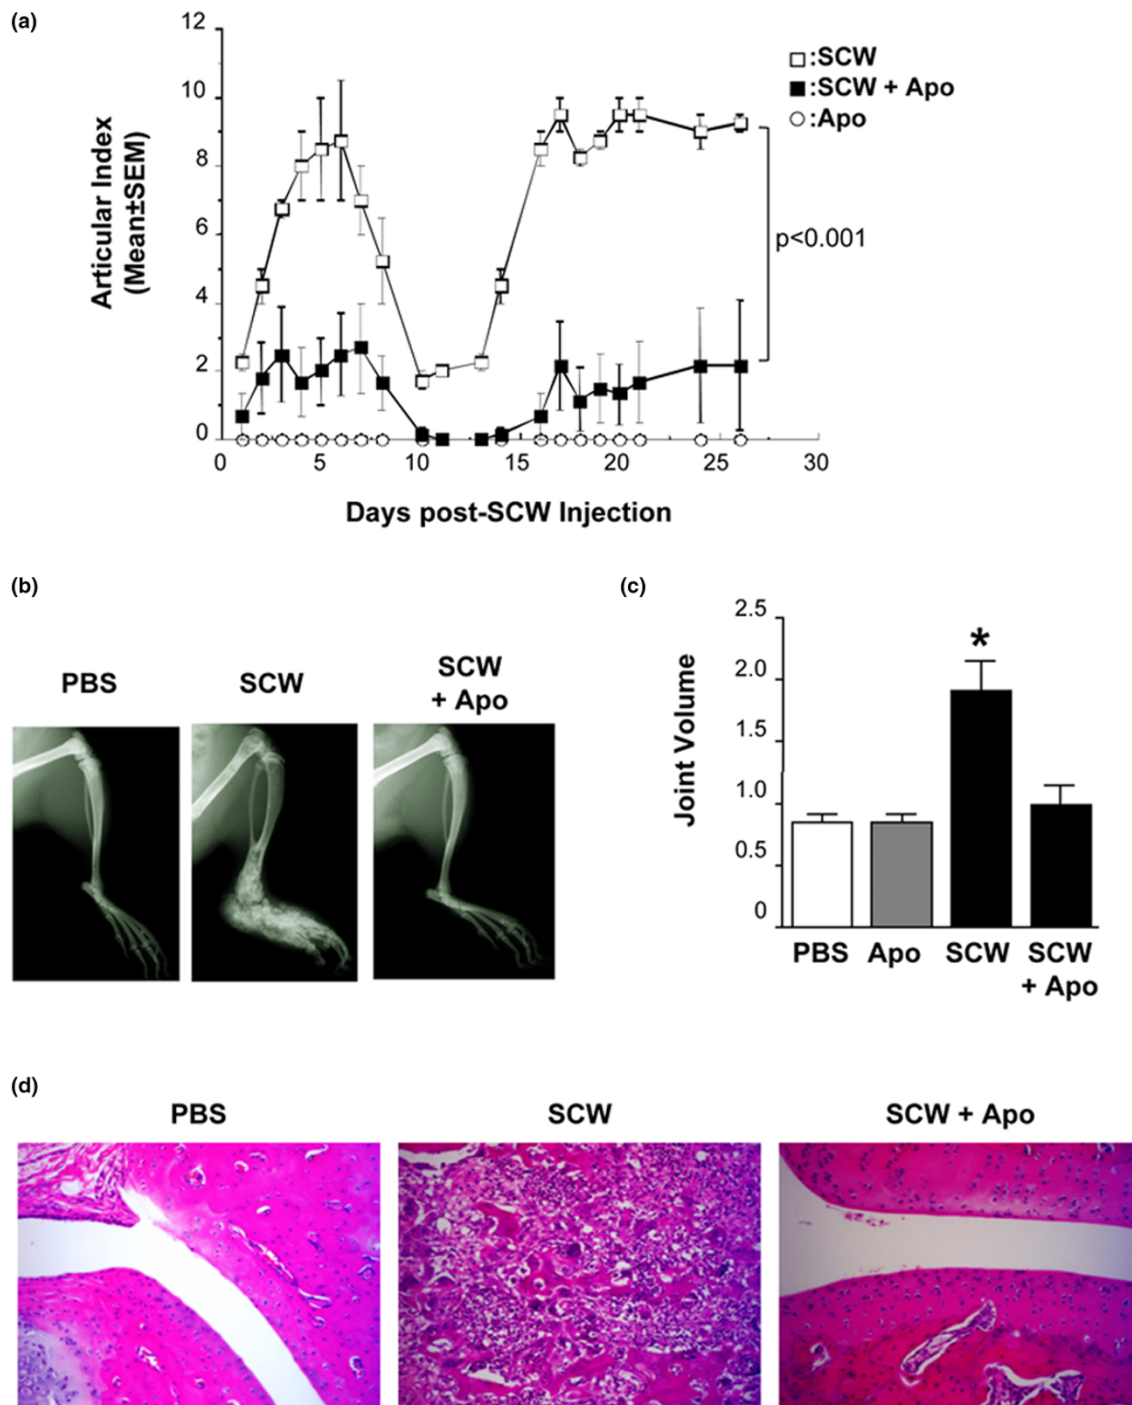 (a)
12
10
8
6
4
2
0
Articular Index
(Mean±SEM)
□:SCW
■:SCW + Apo
○:Apo
p<0.001
0 5 10 15 20 25 30
Days post-SCW Injection
(b)
PBS
SCW
SCW
+ Apo
(c)
2.5
2.0
1.5
1.0
0.5
0
Joint Volume
*
PBS Apo SCW SCW
+ Apo
(d)
PBS SCW SCW + Apo